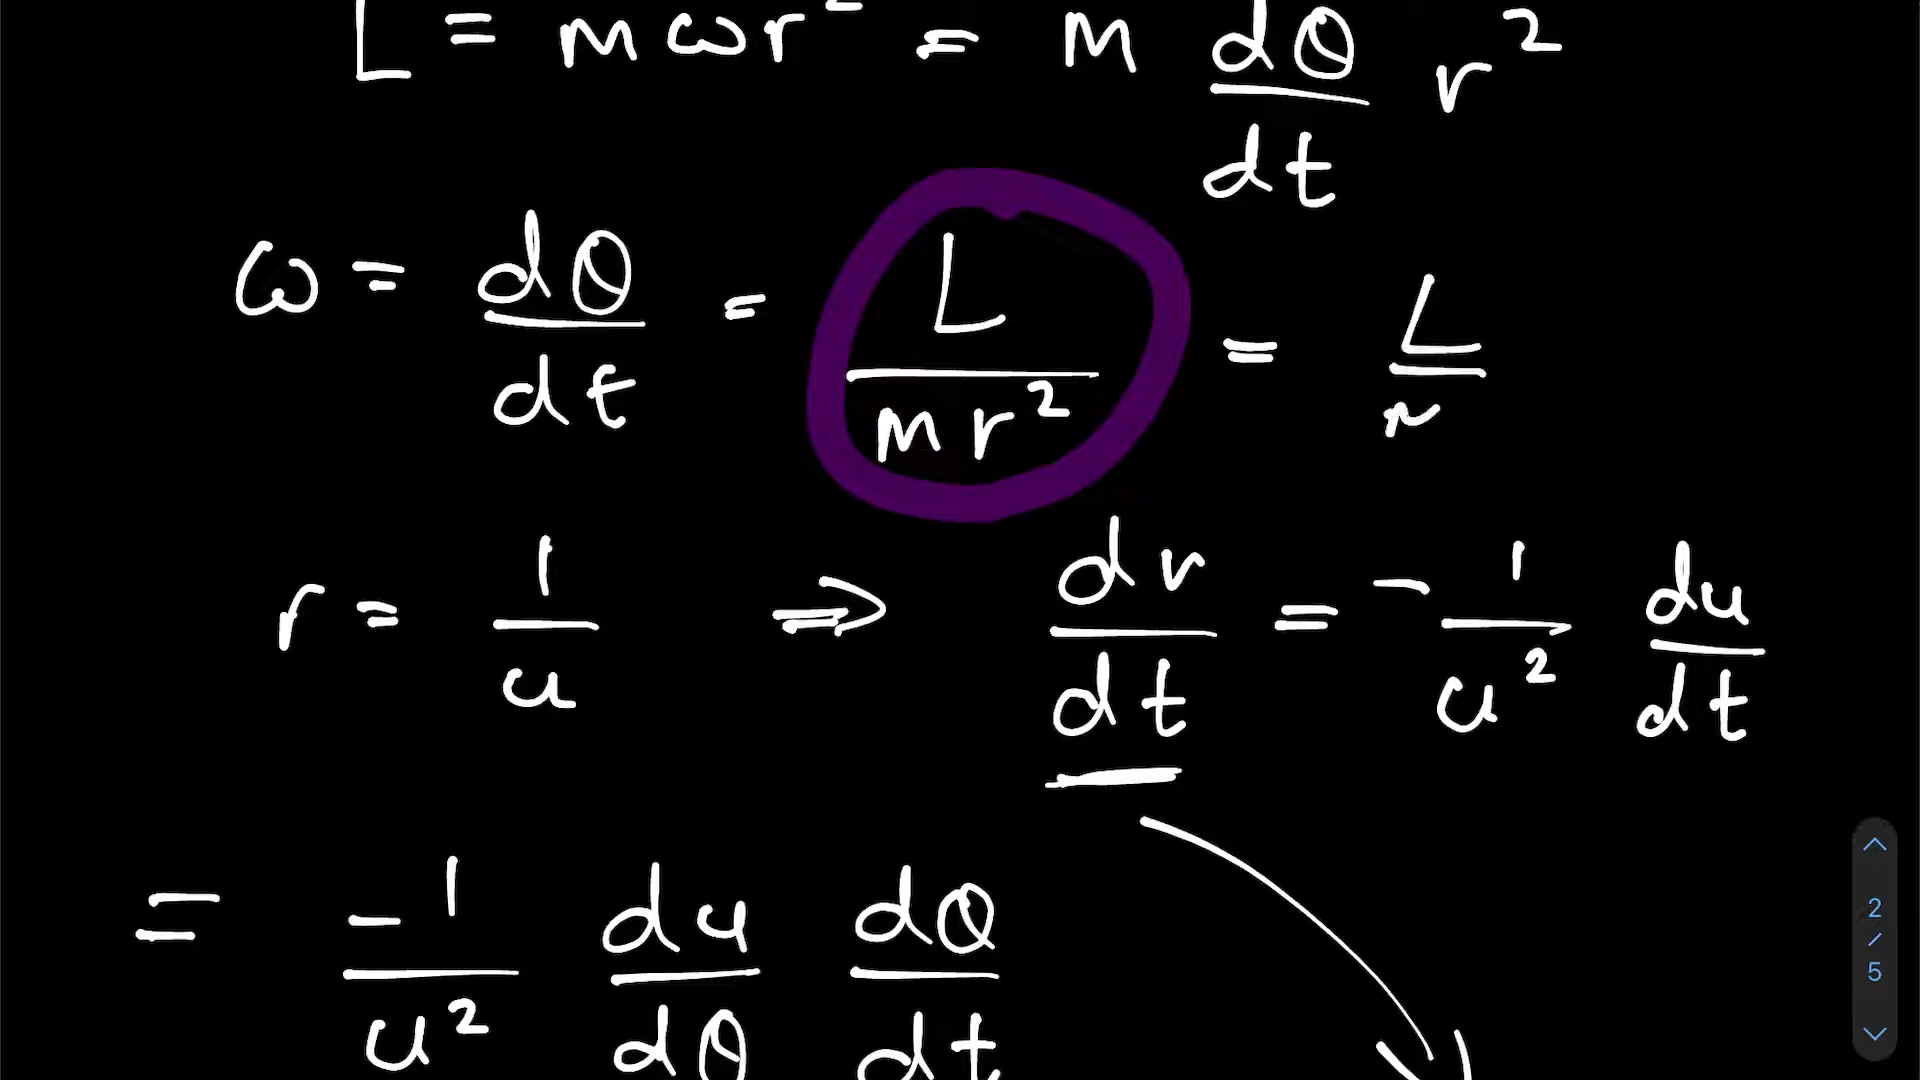 L = mωr² = m dθ/dt r²
ω = dθ/dt = L/mr² = L/m
r = 1/u ⇒ dr/dt = -1/u² du/dt
= -1/u² du/dθ dθ/dt
2
/
5